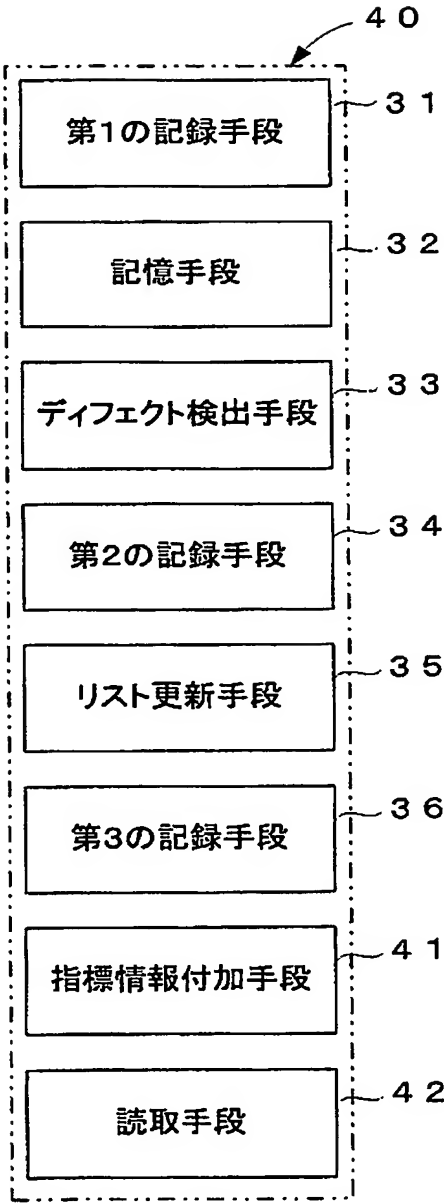 40
第1の記録手段
31
記憶手段
32
ディフェクト検出手段
33
第2の記録手段
34
リスト更新手段
35
第3の記録手段
36
指標情報付加手段
41
読取手段
42